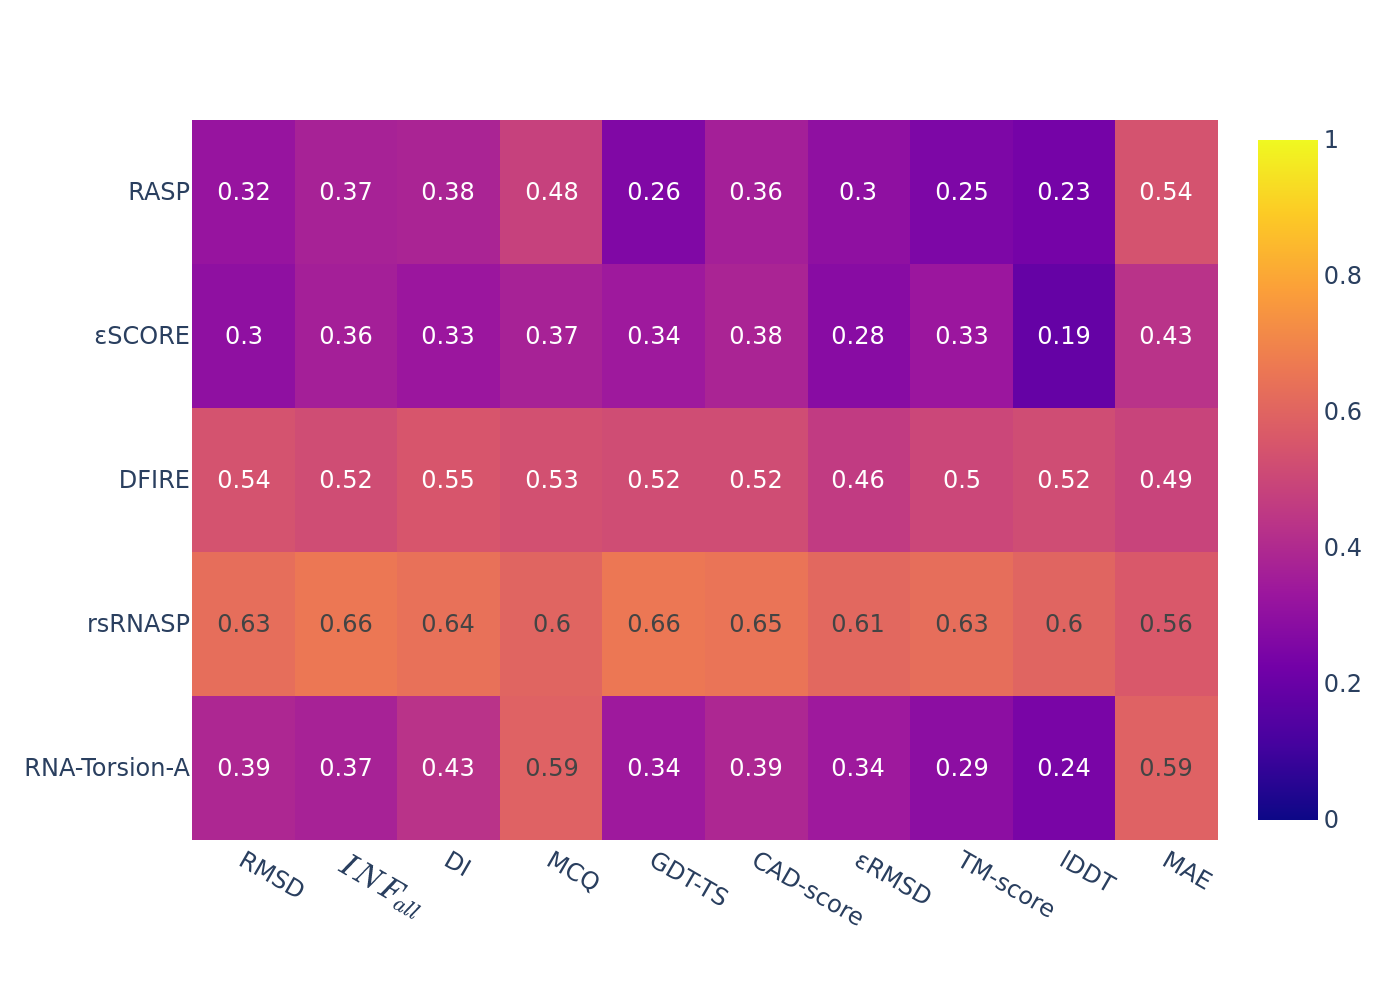 RASP 0.32 0.37 0.38 0.48 0.26 0.36 0.3 0.25 0.23 0.54
εSCORE 0.3 0.36 0.33 0.37 0.34 0.38 0.28 0.33 0.19 0.43
DFIRE 0.54 0.52 0.55 0.53 0.52 0.52 0.46 0.5 0.52 0.49
rsRNASP 0.63 0.66 0.64 0.6 0.66 0.65 0.61 0.63 0.6 0.56
RNA-Torsion-A 0.39 0.37 0.43 0.59 0.34 0.39 0.34 0.29 0.24 0.59
RMSD INFall DI MCQ GDT-TS CAD-score εRMSD TM-score lDDT MAE
1
0.8
0.6
0.4
0.2
0